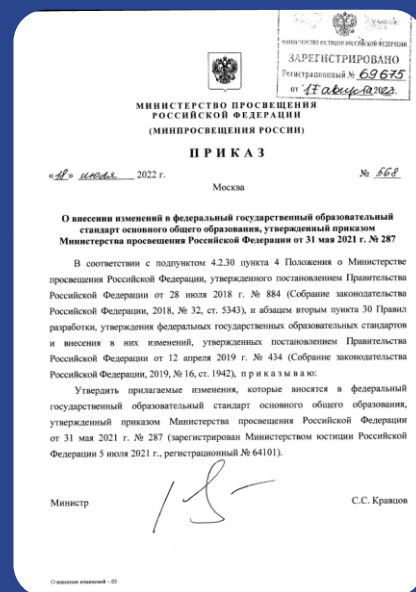 МИНИСТЕРСТВО ЮСТИЦИИ РОССИЙСКОЙ ФЕДЕРАЦИИ
ЗАРЕГИСТРИРОВАНО
Регистрационный № 69675
от "17 августа 2022.
МИНИСТЕРСТВО ПРОСВЕЩЕНИЯ
РОССИЙСКОЙ ФЕДЕРАЦИИ
(МИНПРОСВЕЩЕНИЯ РОССИИ)
ПРИКАЗ
«18» июля 2022 г.
№ 568
Москва
О внесении изменений в федеральный государственный образовательный
стандарт основного общего образования, утвержденный приказом
Министерства просвещения Российской Федерации от 31 мая 2021 г. № 287
В соответствии с подпунктом 4.2.30 пункта 4 Положения о Министерстве
просвещения Российской Федерации, утвержденного постановлением Правительства
Российской Федерации от 28 июля 2018 г. № 884 (Собрание законодательства
Российской Федерации, 2018, № 32, ст. 5343), и абзацем вторым пункта 30 Правил
разработки, утверждения федеральных государственных образовательных стандартов
и внесения в них изменений, утвержденных постановлением Правительства
Российской Федерации от 12 апреля 2019 г. № 434 (Собрание законодательства
Российской Федерации, 2019, № 16, ст. 1942), приказываю:
Утвердить прилагаемые изменения, которые вносятся в федеральный
государственный образовательный стандарт основного общего образования,
утвержденный приказом Министерства просвещения Российской Федерации
от 31 мая 2021 г. № 287 (зарегистрирован Министерством юстиции Российской
Федерации 5 июля 2021 г., регистрационный № 64101).
Министр
С.С. Кравцов
О внесении изменений – 03